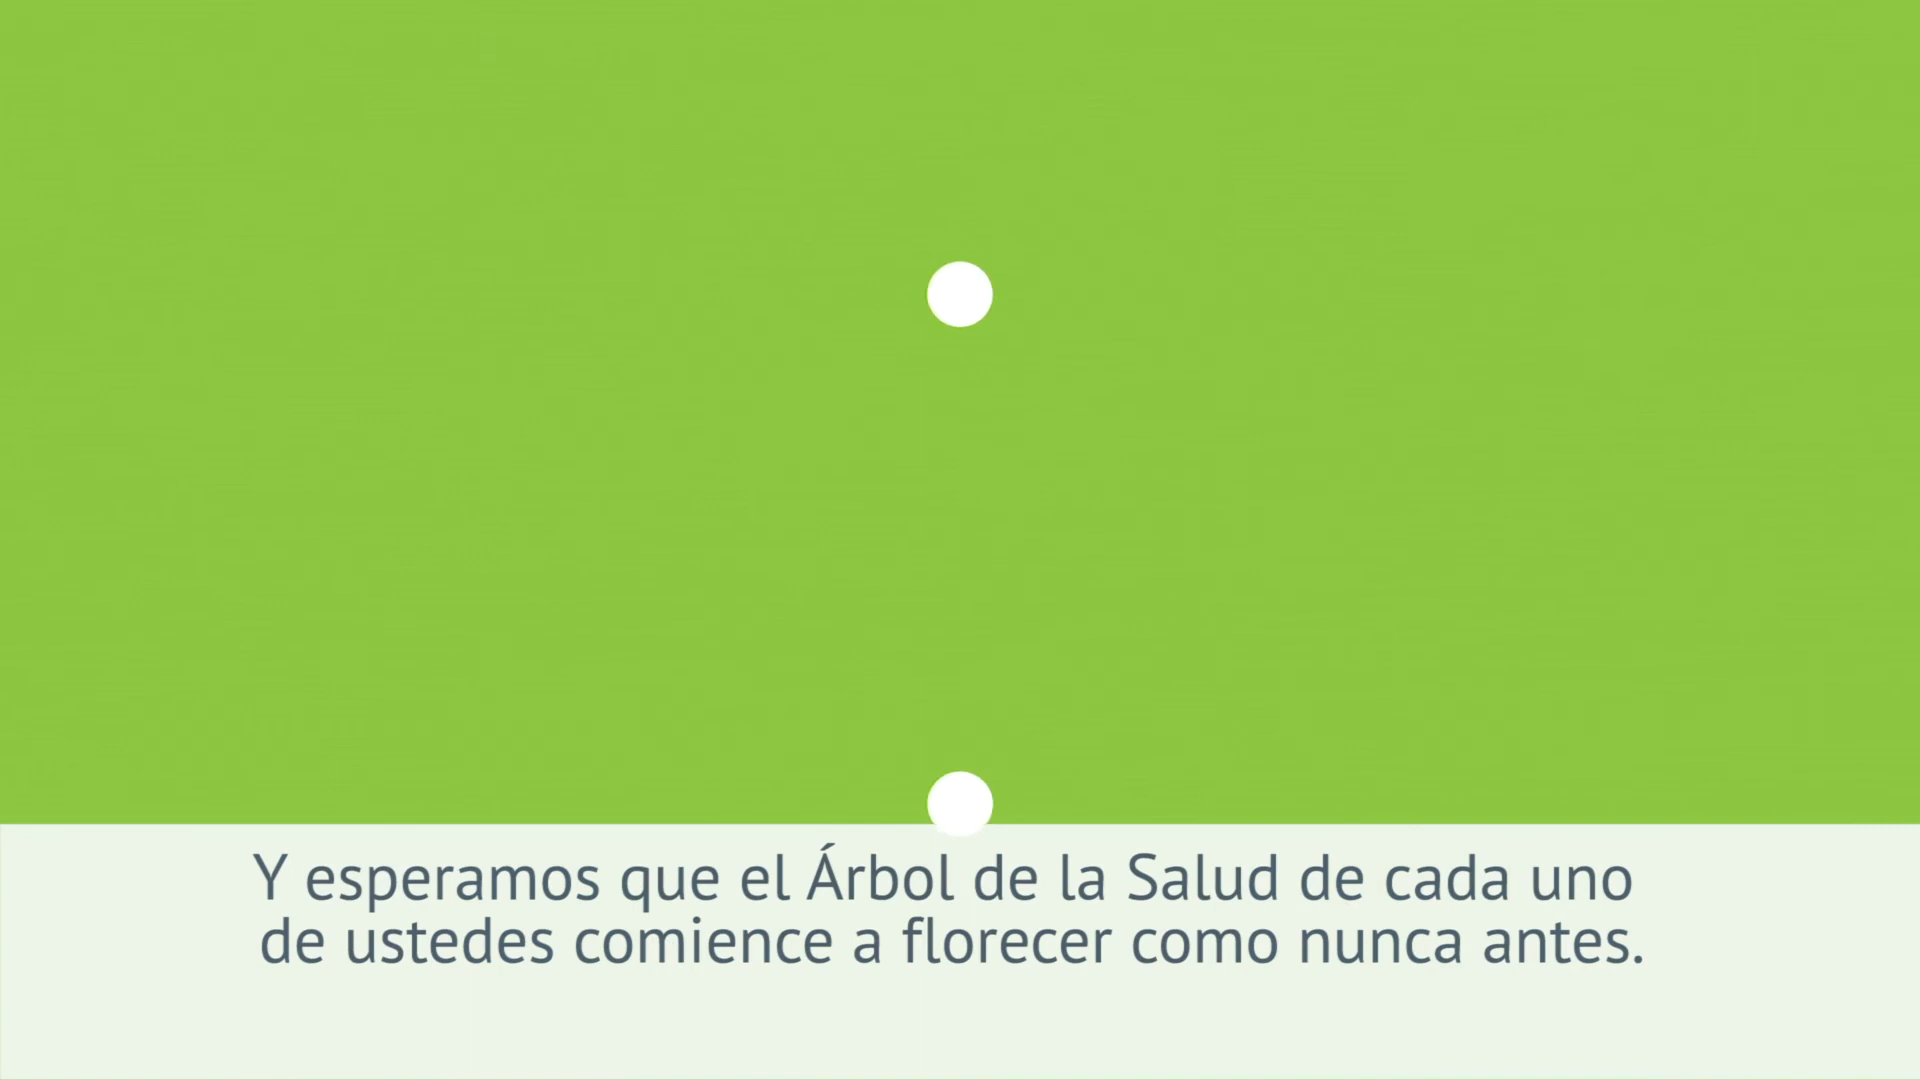 Y esperamos que el Árbol de la Salud de cada uno
de ustedes comience a florecer como nunca antes.